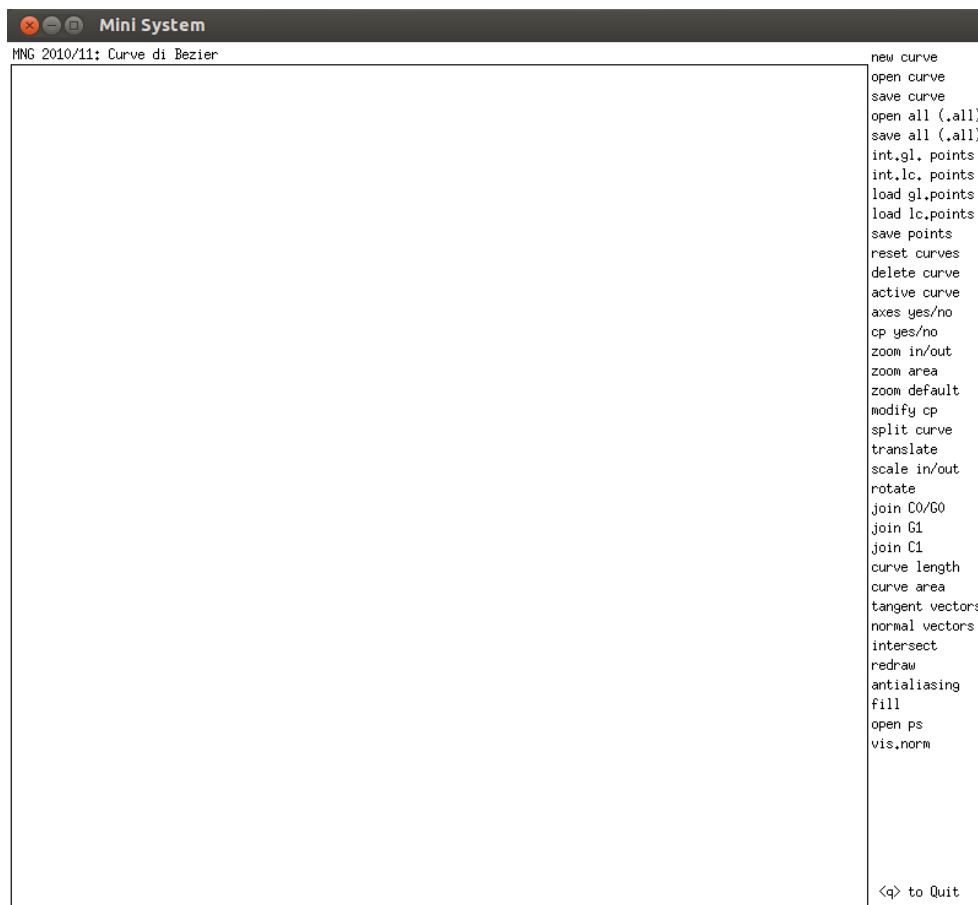 Mini System
MNG 2010/11: Curve di Bezier
new curve
open curve
save curve
open all (.all)
save all (.all)
int.gl. points
int.lc. points
load gl.points
load lc.points
save points
reset curves
delete curve
active curve
axes yes/no
cp yes/no
zoom in/out
zoom area
zoom default
modify cp
split curve
translate
scale in/out
rotate
join C0/G0
join G1
join C1
curve length
curve area
tangent vectors
normal vectors
intersect
redraw
antialiasing
fill
open ps
vis.norm
<q> to Quit